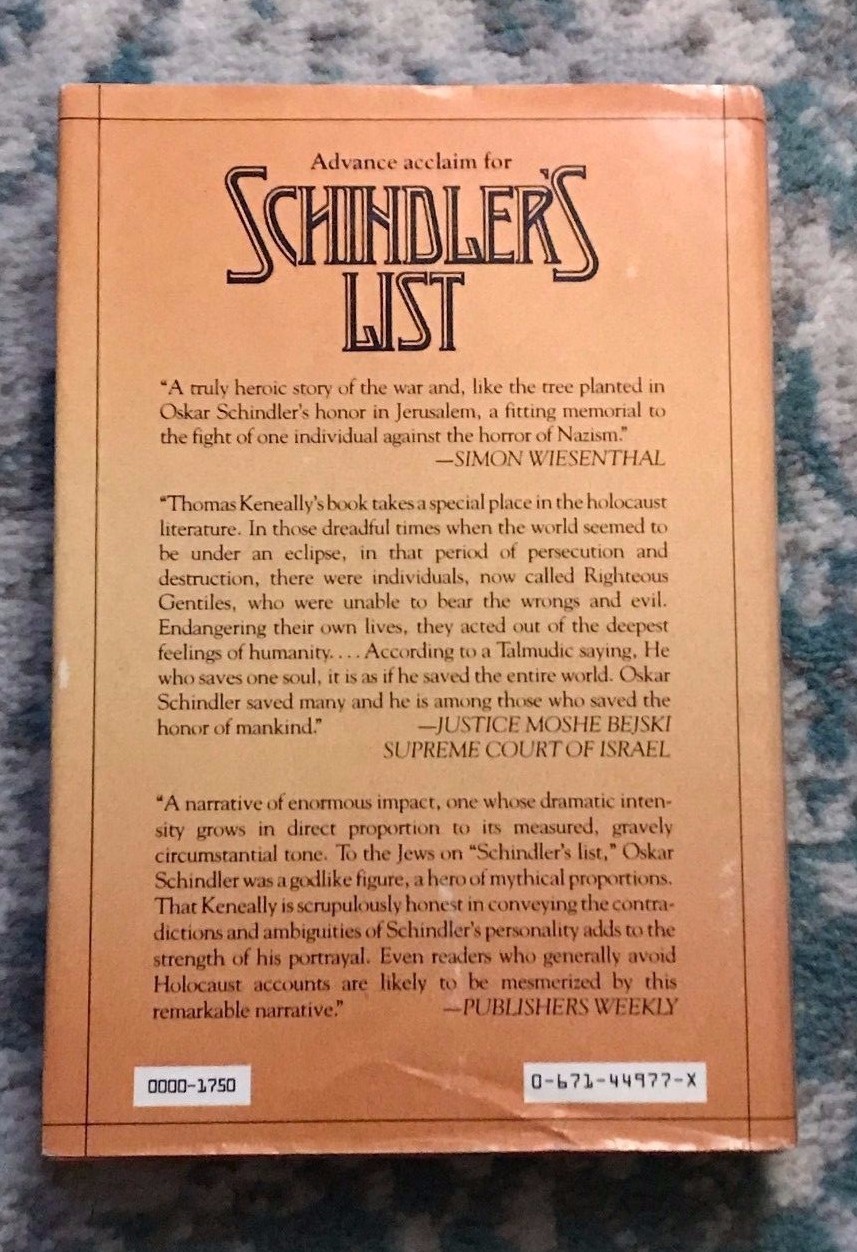 Advance acclaim for
SCHINDLER'S
LIST
“A truly heroic story of the war and, like the tree planted in
Oskar Schindler's honor in Jerusalem, a fitting memorial to
the fight of one individual against the horror of Nazism.”
—SIMON WIESENTHAL
“Thomas Keneally's book takes a special place in the holocaust
literature. In those dreadful times when the world seemed to
be under an eclipse, in that period of persecution and
destruction, there were individuals, now called Righteous
Gentiles, who were unable to bear the wrongs and evil.
Endangering their own lives, they acted out of the deepest
feelings of humanity. . . . According to a Talmudic saying, He
who saves one soul, it is as if he saved the entire world. Oskar
Schindler saved many and he is among those who saved the
honor of mankind.” —JUSTICE MOSHE BEJSKI
SUPREME COURT OF ISRAEL
“A narrative of enormous impact, one whose dramatic inten-
sity grows in direct proportion to its measured, gravely
circumstantial tone. To the Jews on “Schindler's list,” Oskar
Schindler was a godlike figure, a hero of mythical proportions.
That Keneally is scrupulously honest in conveying the contra-
dictions and ambiguities of Schindler's personality adds to the
strength of his portrayal. Even readers who generally avoid
Holocaust accounts are likely to be mesmerized by this
remarkable narrative.” —PUBLISHERS WEEKLY
0000-1750
0-671-44977-X